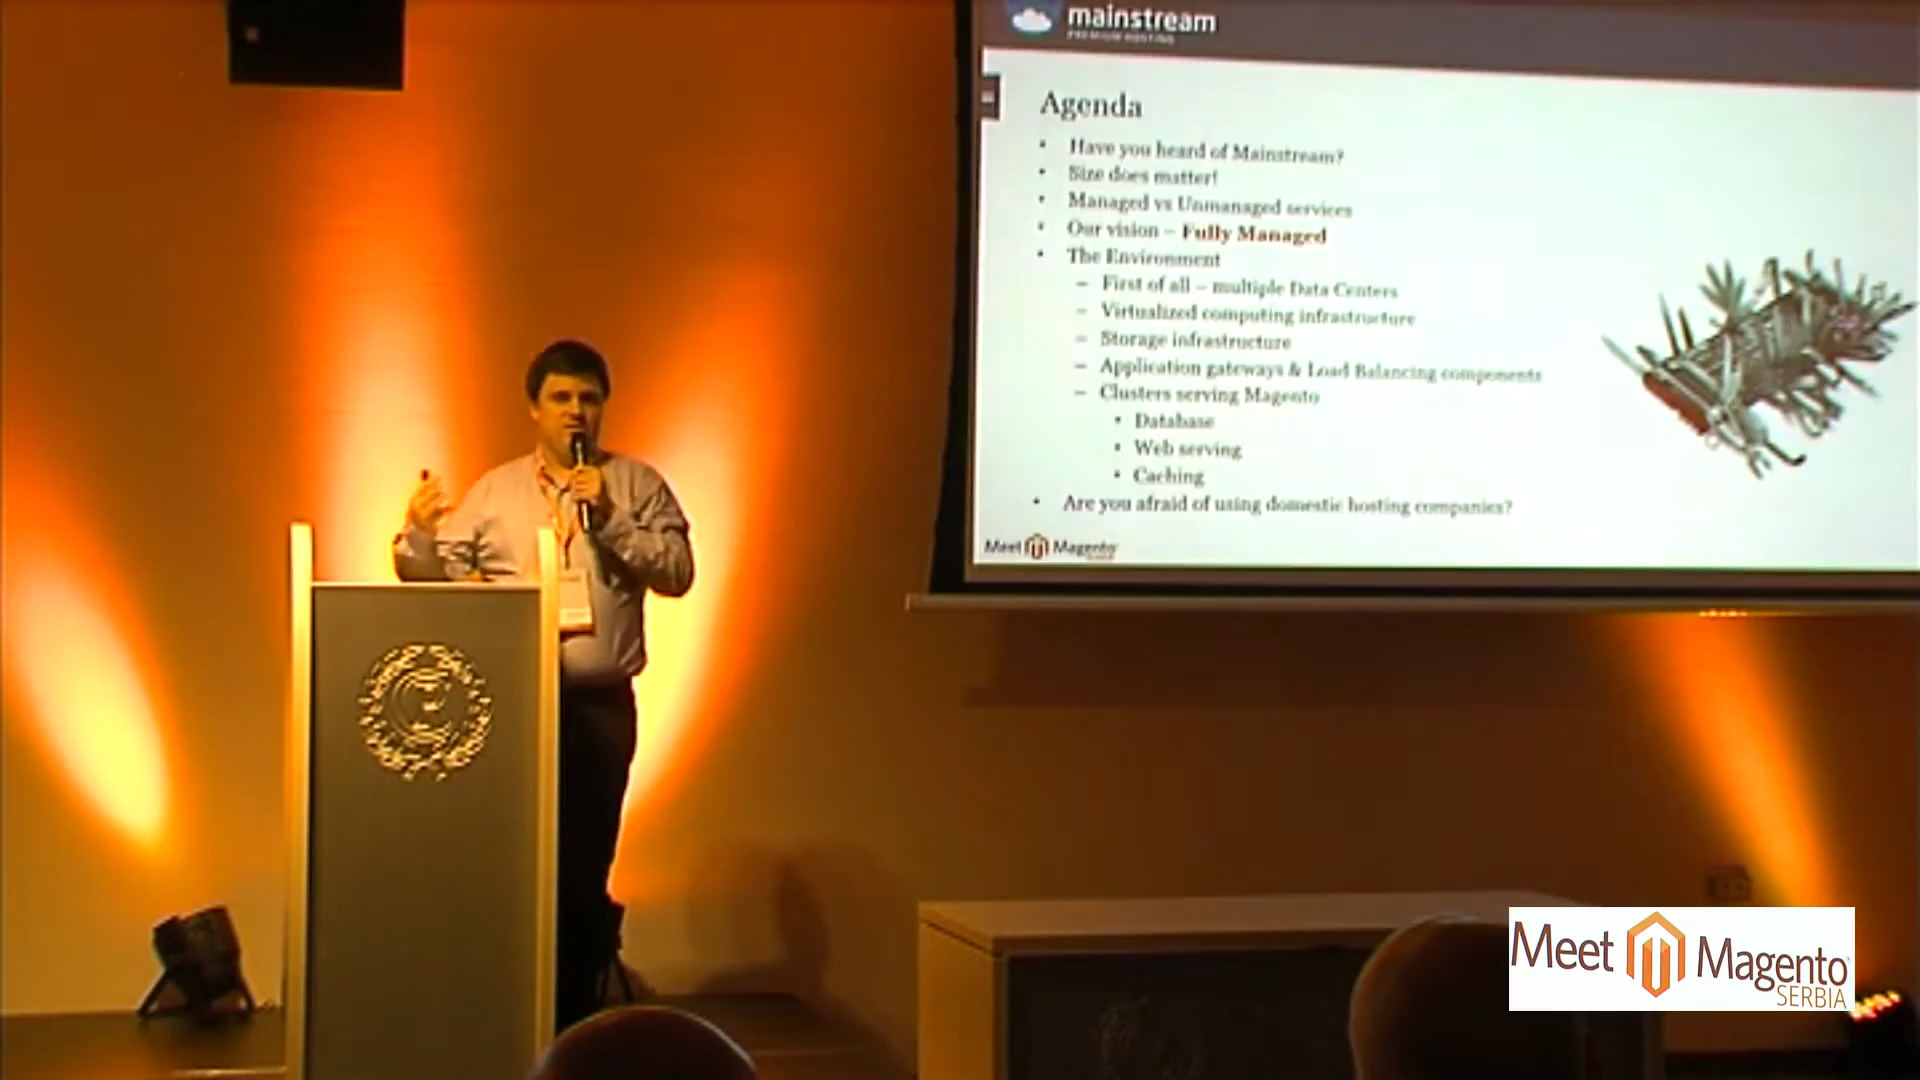 mainstream
PREMIUM HOSTING
Agenda
• Have you heard of Mainstream?
• Size does matter!
• Managed vs Unmanaged services
• Our vision – Fully Managed
• The Environment
– First of all – multiple Data Centers
– Virtualized computing infrastructure
– Storage infrastructure
– Application gateways & Load Balancing components
– Clusters serving Magento
• Database
• Web serving
• Caching
• Are you afraid of using domestic hosting companies?
Meet Magento
Meet Magento
SERBIA